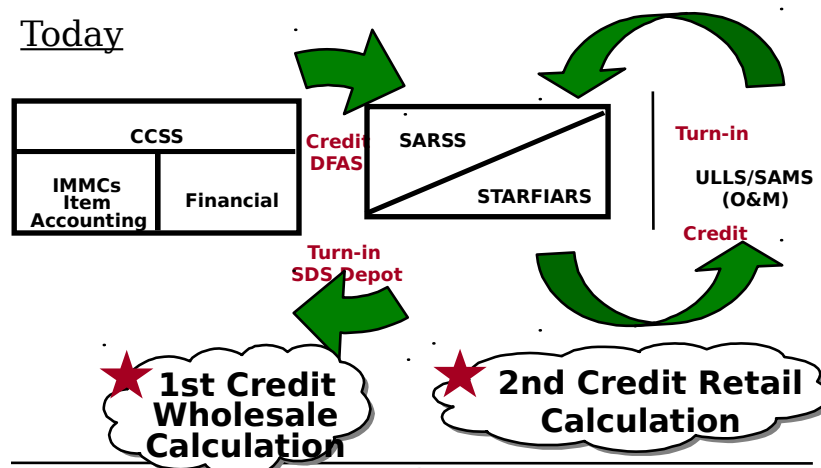 Today
CCSS
IMMCs
Item
Accounting
Financial
Credit
DFAS
SARSS
STARFIARS
Turn-in
ULLS/SAMS
(O&M)
Credit
Turn-in
SDS Depot
1st Credit
Wholesale
Calculation
2nd Credit Retail
Calculation